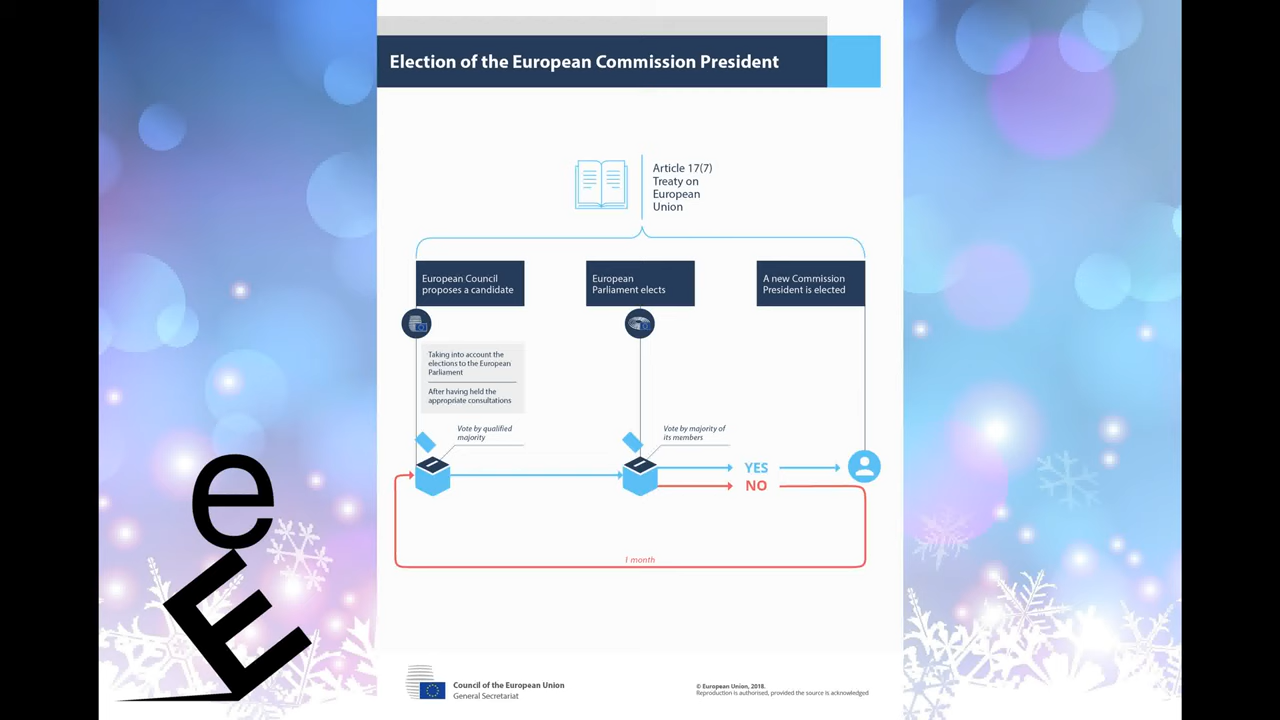 Election of the European Commission President
Article 17(7)
Treaty on
European
Union
European Council
proposes a candidate
European
Parliament elects
A new Commission
President is elected
Taking into account the
elections to the European
Parliament
After having held the
appropriate consultations
Vote by qualified
majority
Vote by majority of
its members
YES
NO
1 month
e
E
Council of the European Union
General Secretariat
© European Union, 2018.
Reproduction is authorised, provided the source is acknowledged